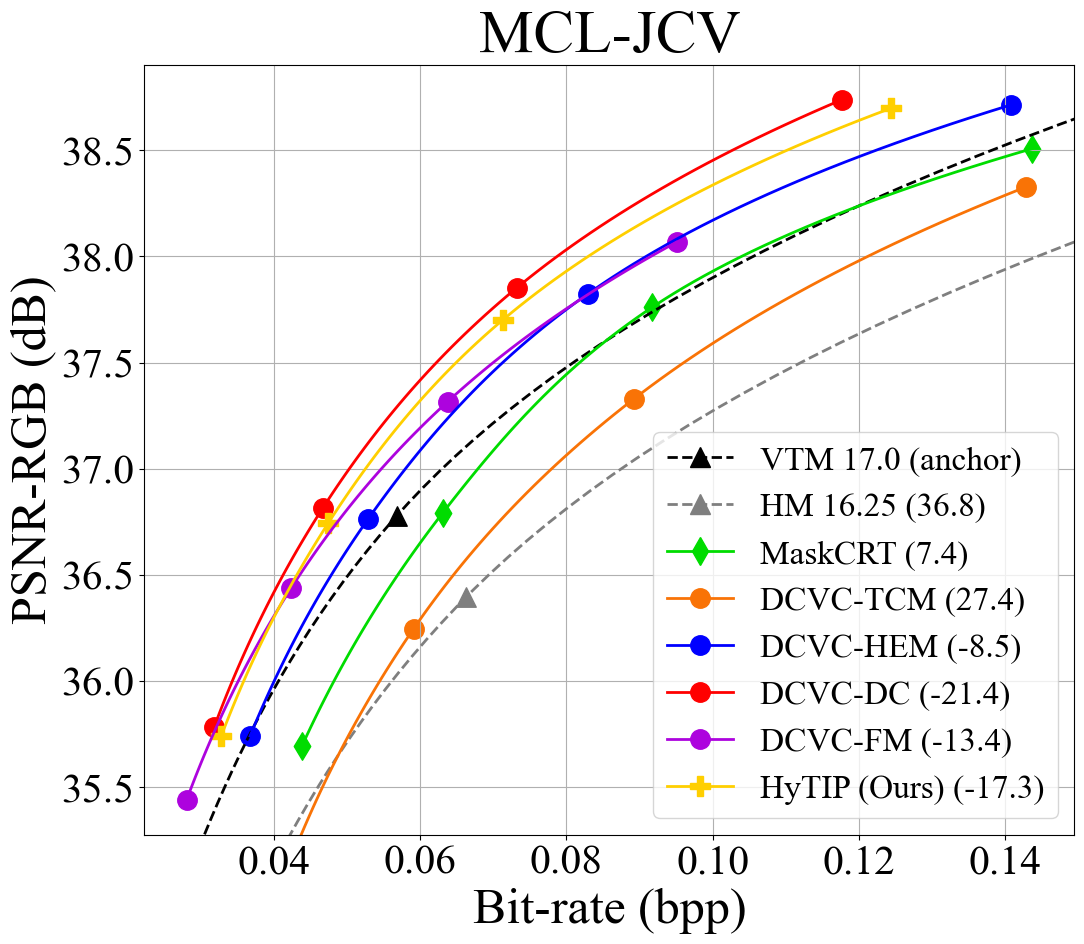 MCL-JCV
PSNR-RGB (dB)
38.5
38.0
37.5
37.0
36.5
36.0
35.5
VTM 17.0 (anchor)
HM 16.25 (36.8)
MaskCRT (7.4)
DCVC-TCM (27.4)
DCVC-HEM (-8.5)
DCVC-DC (-21.4)
DCVC-FM (-13.4)
HyTIP (Ours) (-17.3)
0.04 0.06 0.08 0.10 0.12 0.14
Bit-rate (bpp)